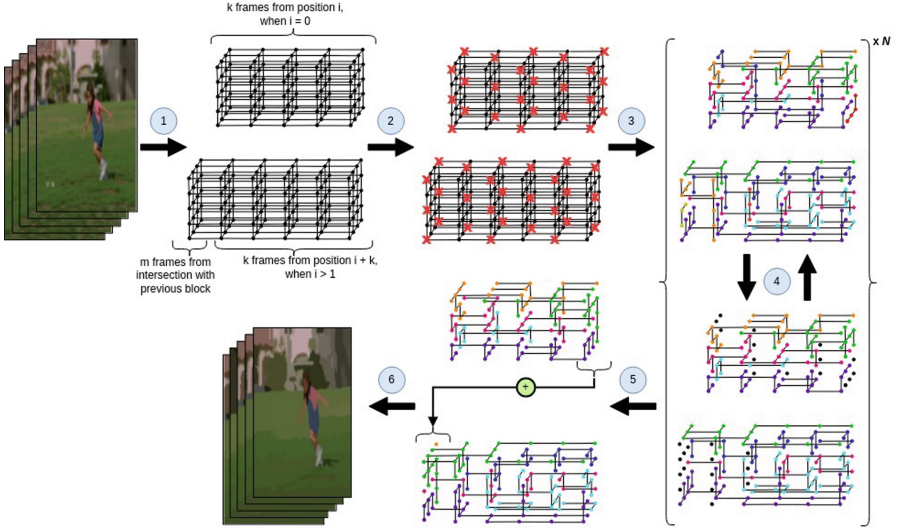 k frames from position i,
when i = 0
x N
1
2
3
m frames from
intersection with
previous block
k frames from position i + k,
when i > 1
4
6
+
5